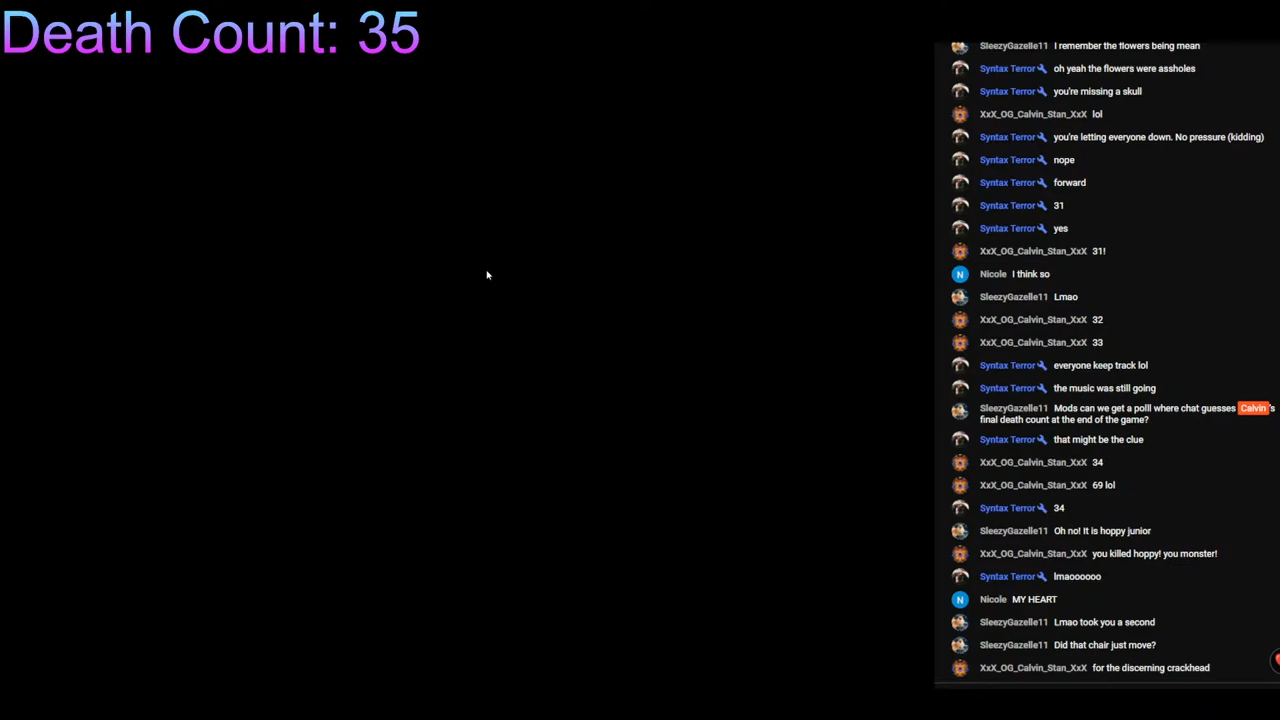 Death Count: 35
SleezyGazelle11 I remember the flowers being mean
Syntax Terror oh yeah the flowers were assholes
Syntax Terror you're missing a skull
XxX_OG_Calvin_Stan_XxX lol
Syntax Terror you're letting everyone down. No pressure (kidding)
Syntax Terror nope
Syntax Terror forward
Syntax Terror 31
Syntax Terror yes
XxX_OG_Calvin_Stan_XxX 31!
N Nicole I think so
SleezyGazelle11 Lmao
XxX_OG_Calvin_Stan_XxX 32
XxX_OG_Calvin_Stan_XxX 33
Syntax Terror everyone keep track lol
Syntax Terror the music was still going
SleezyGazelle11 Mods can we get a polll where chat guesses Calvin's
final death count at the end of the game?
Syntax Terror that might be the clue
XxX_OG_Calvin_Stan_XxX 34
XxX_OG_Calvin_Stan_XxX 69 lol
Syntax Terror 34
SleezyGazelle11 Oh no! It is hoppy junior
XxX_OG_Calvin_Stan_XxX you killed hoppy! you monster!
Syntax Terror lmaoooooo
N Nicole MY HEART
SleezyGazelle11 Lmao took you a second
SleezyGazelle11 Did that chair just move?
XxX_OG_Calvin_Stan_XxX for the discerning crackhead